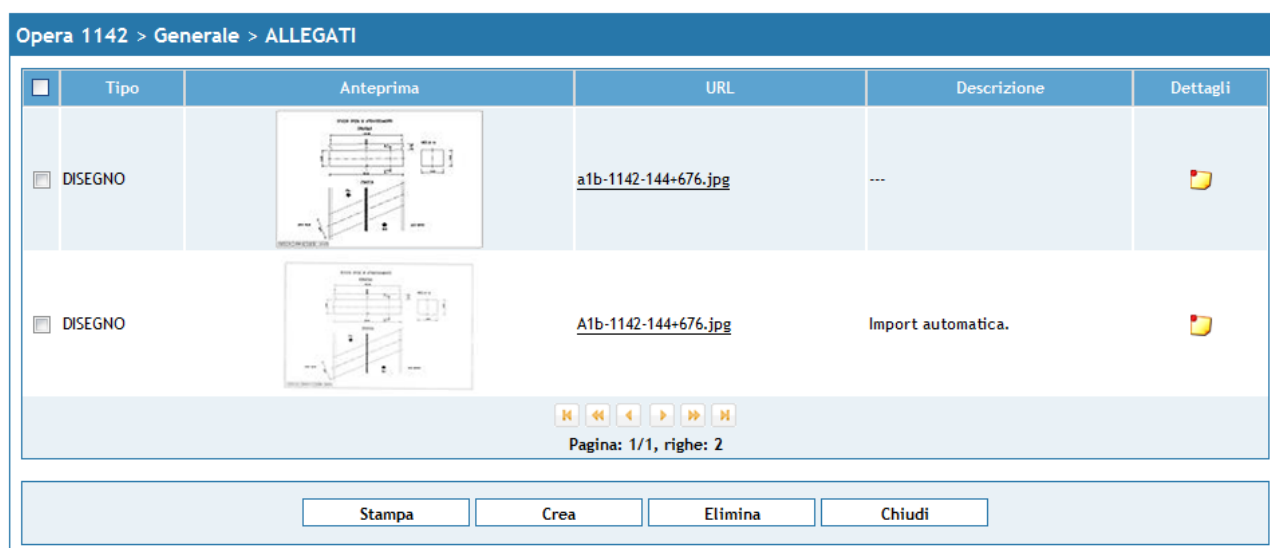 Opera 1142 > Generale > ALLEGATI
Tipo Anteprima URL Descrizione Dettagli
DISEGNO a1b-1142-144+676.jpg ---
DISEGNO A1b-1142-144+676.jpg Import automatica.
Pagina: 1/1, righe: 2
Stampa Crea Elimina Chiudi